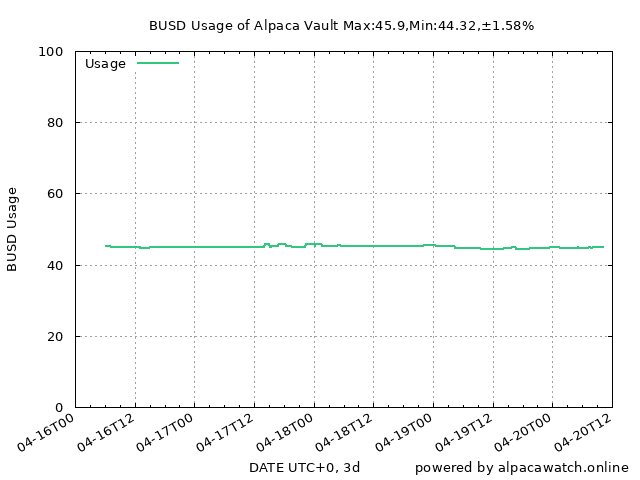 BUSD Usage of Alpaca Vault Max:45.9,Min:44.32,±1.58%
Usage
100
80
60
40
20
0
BUSD Usage
04-16T00
04-16T12
04-17T00
04-17T12
04-18T00
04-18T12
04-19T00
04-19T12
04-20T00
04-20T12
DATE UTC+0, 3d
powered by alpacawatch.online